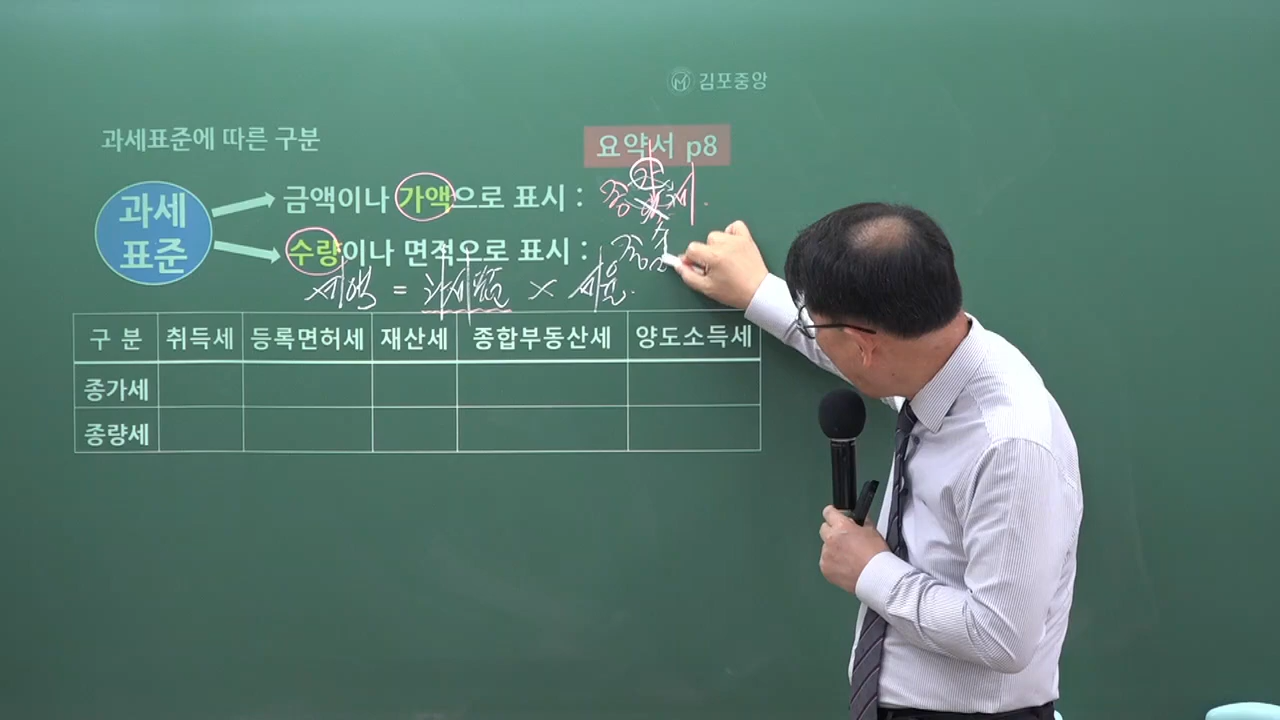 김포중앙
과세표준에 따른 구분
요약서 p8
과세
표준
금액이나 가액으로 표시 : 종가세.
수량이나 면적으로 표시 :
세액 = 과세표준 × 세율.
구 분 취득세 등록면허세 재산세 종합부동산세 양도소득세
종가세
종량세